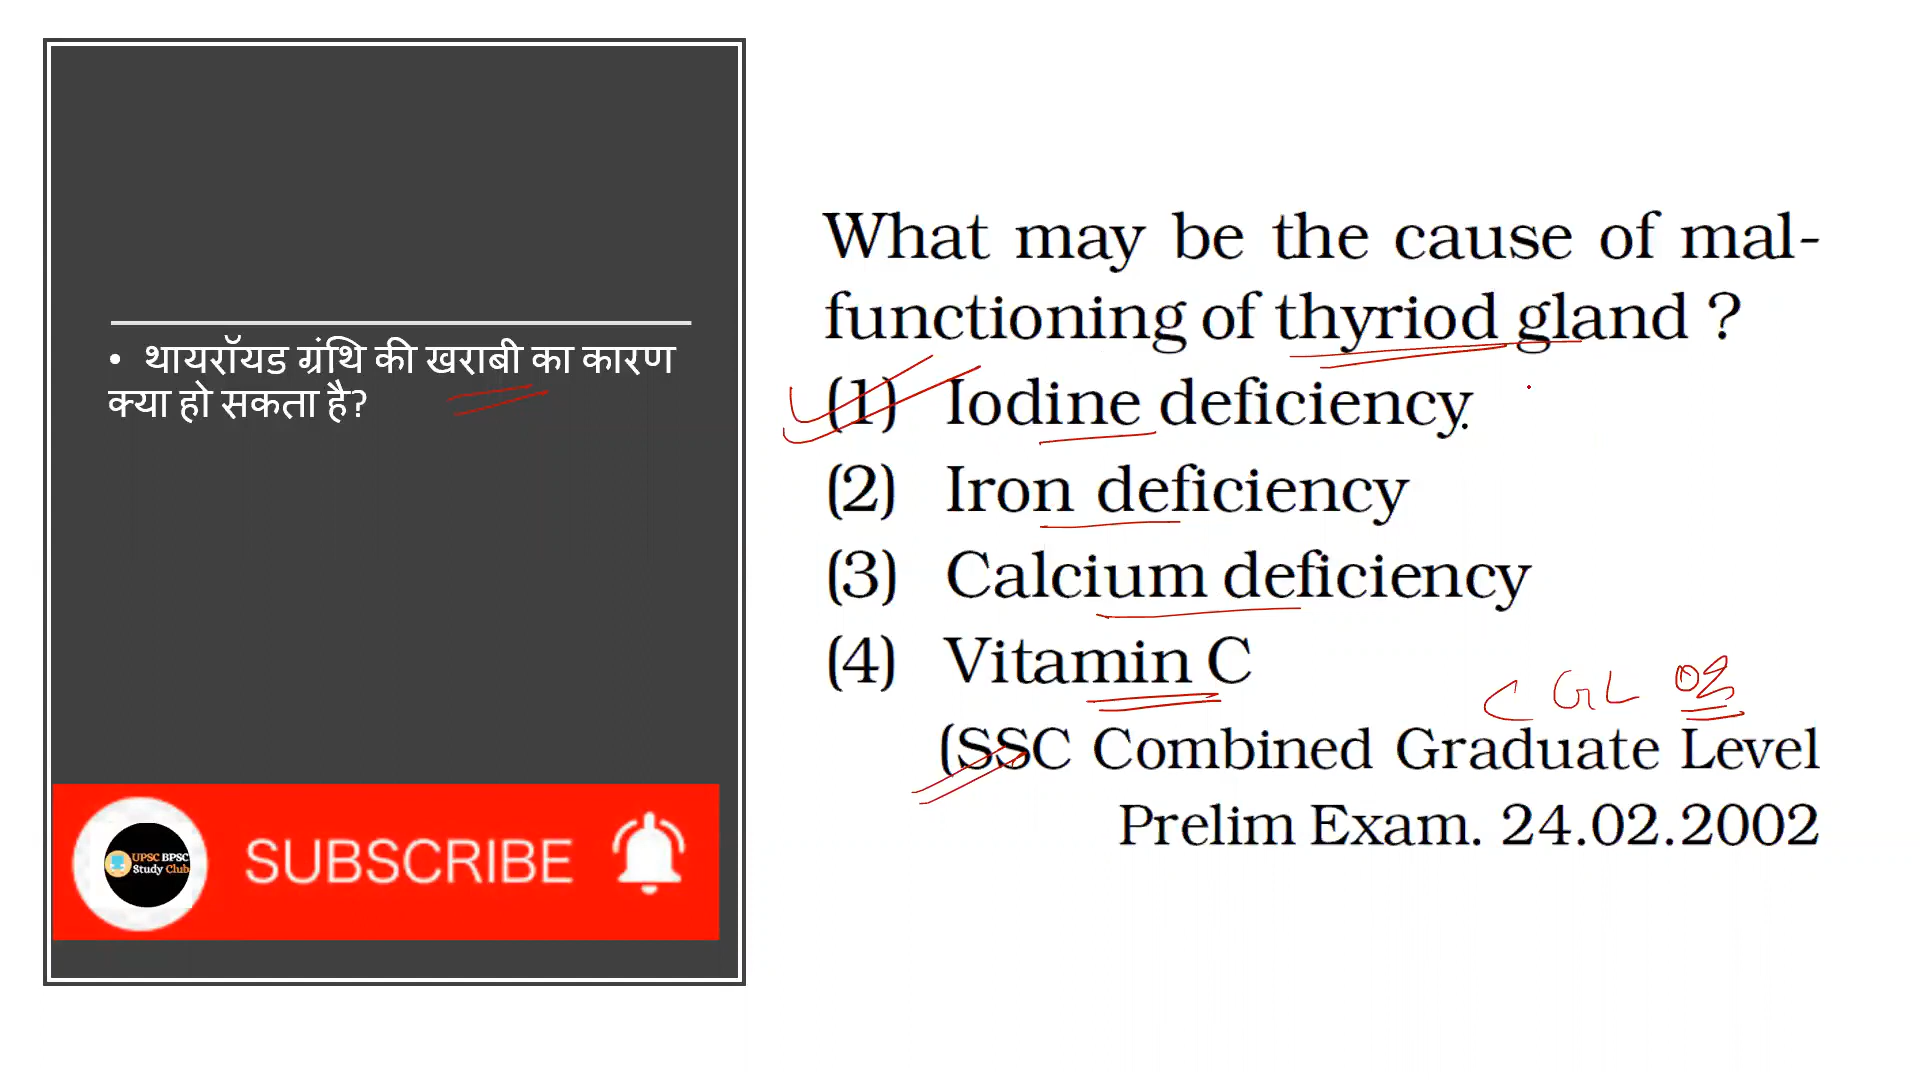 • थायरॉयड ग्रंथि की खराबी का कारण
क्या हो सकता है?
UPSC BPSC
Study Club
SUBSCRIBE
What may be the cause of mal-
functioning of thyriod gland ?
(1) Iodine deficiency
(2) Iron deficiency
(3) Calcium deficiency
(4) Vitamin C
CGL 02
(SSC Combined Graduate Level
Prelim Exam. 24.02.2002